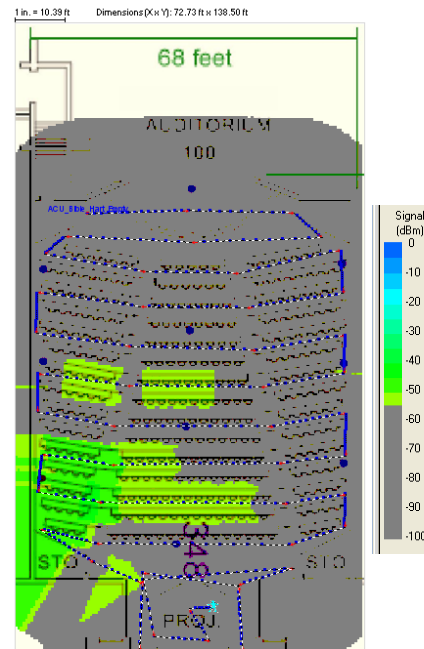 1 in. = 10.39 ft Dimensions (X x Y): 72.73 ft x 138.50 ft
68 feet
AUDITORIUM
100
ACU_Bible_Hart_Purdy
Signal
(dBm)
0
-10
-20
-30
-40
-50
-60
-70
-80
-90
-100
348
STO.
STO
PROJ.